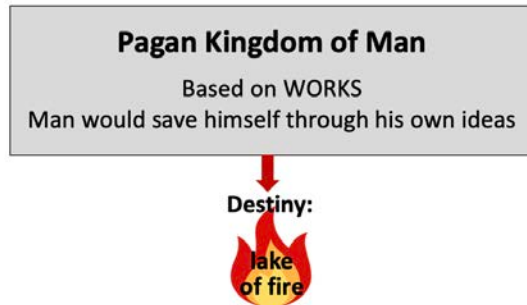 Pagan Kingdom of Man
Based on WORKS
Man would save himself through his own ideas
Destiny:
lake
of fire